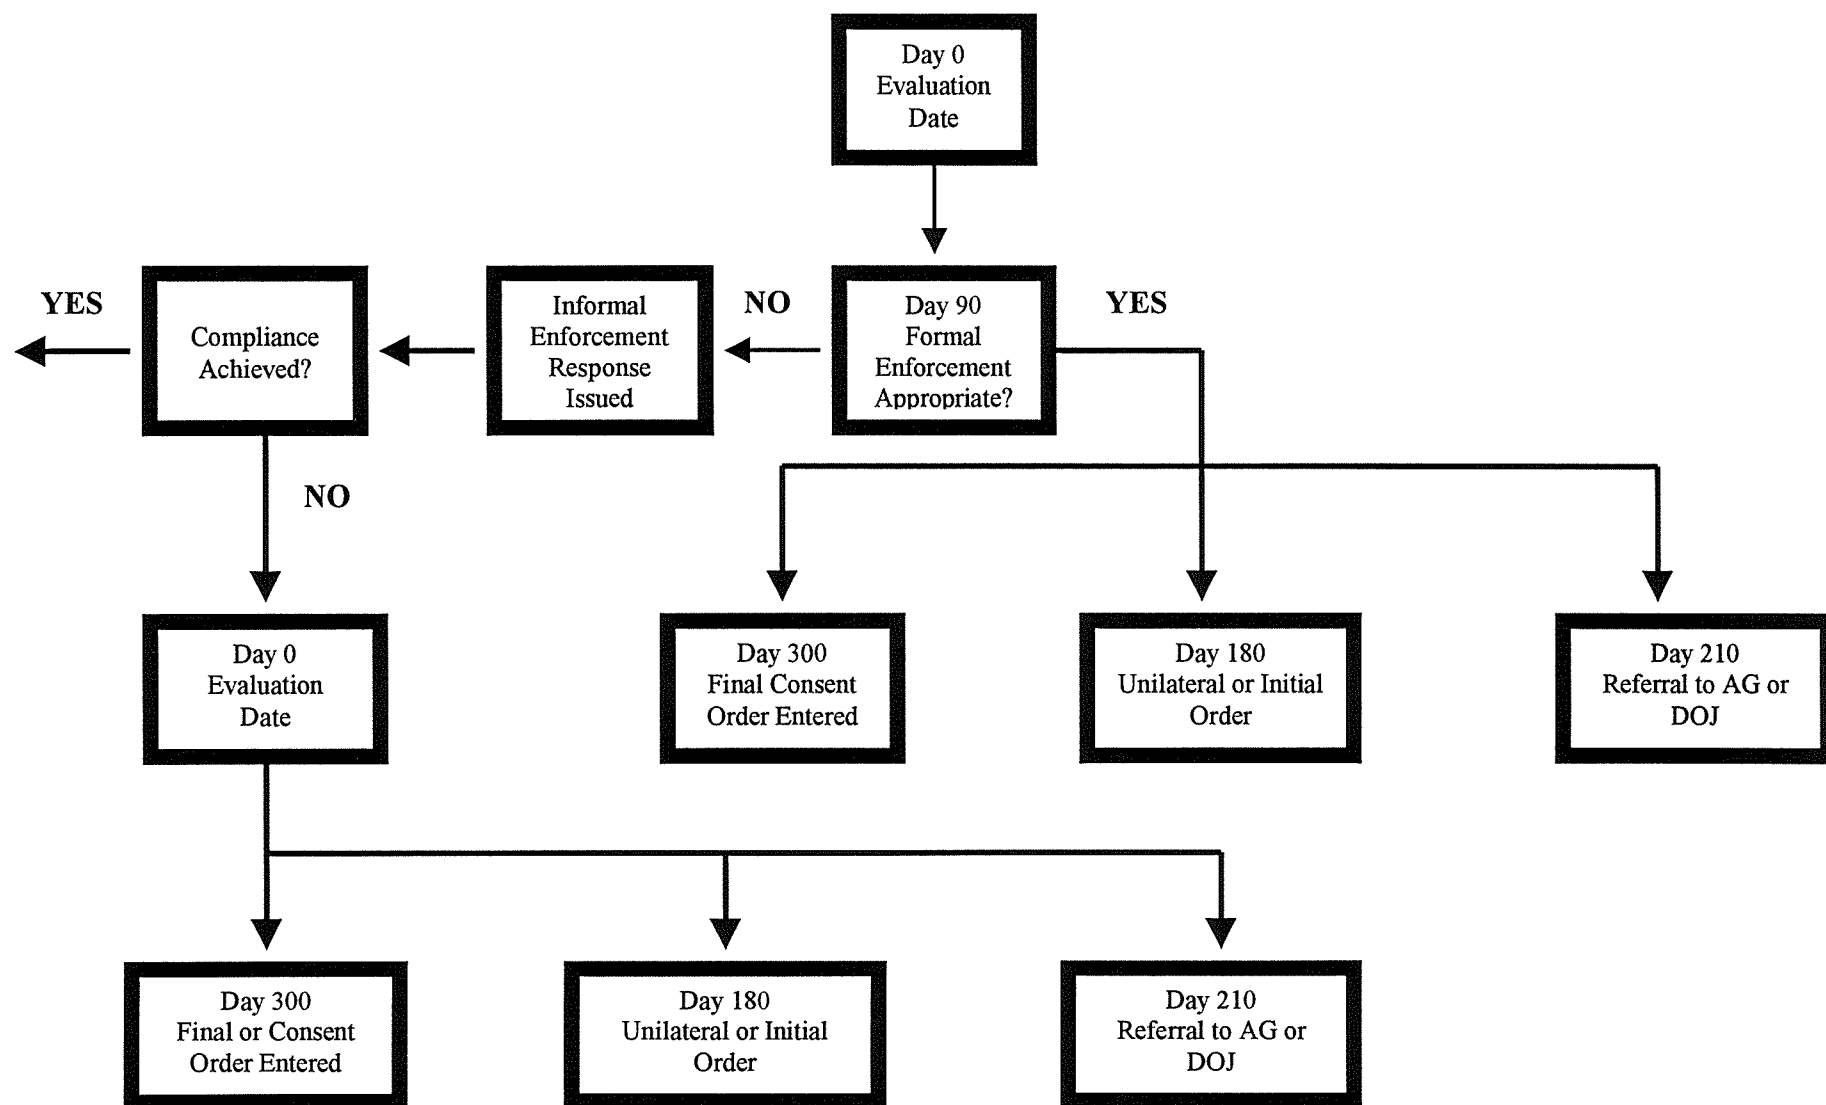 Day 0
Evaluation
Date
YES
Compliance
Achieved?
Informal
Enforcement
Response
Issued
NO
Day 90
Formal
Enforcement
Appropriate?
YES
NO
Day 0
Evaluation
Date
Day 300
Final Consent
Order Entered
Day 180
Unilateral or Initial
Order
Day 210
Referral to AG or
DOJ
Day 300
Final or Consent
Order Entered
Day 180
Unilateral or Initial
Order
Day 210
Referral to AG or
DOJ